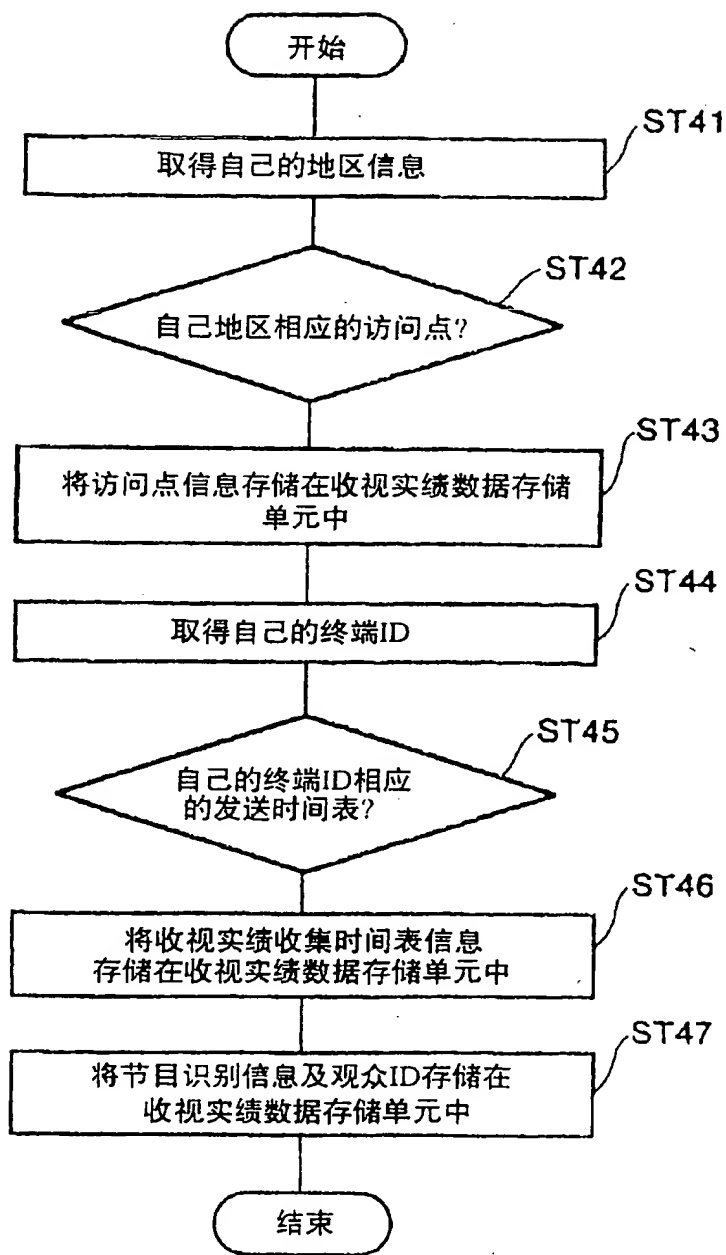 开始
ST41
取得自己的地区信息
ST42
自己地区相应的访问点?
ST43
将访问点信息存储在收视实绩数据存储
单元中
ST44
取得自己的终端ID
ST45
自己的终端ID相应
的发送时间表?
ST46
将收视实绩收集时间表信息
存储在收视实绩数据存储单元中
ST47
将节目识别信息及观众ID存储在
收视实绩数据存储单元中
结束